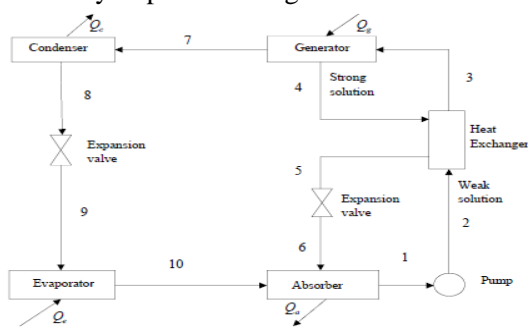 Qc
Qg
Condenser
7
Generator
4
Strong
solution
3
8
Heat
Exchanger
Expansion
valve
5
Weak
solution
Expansion
valve
2
9
6
10
1
Evaporator
Absorber
Pump
Qe
Qa